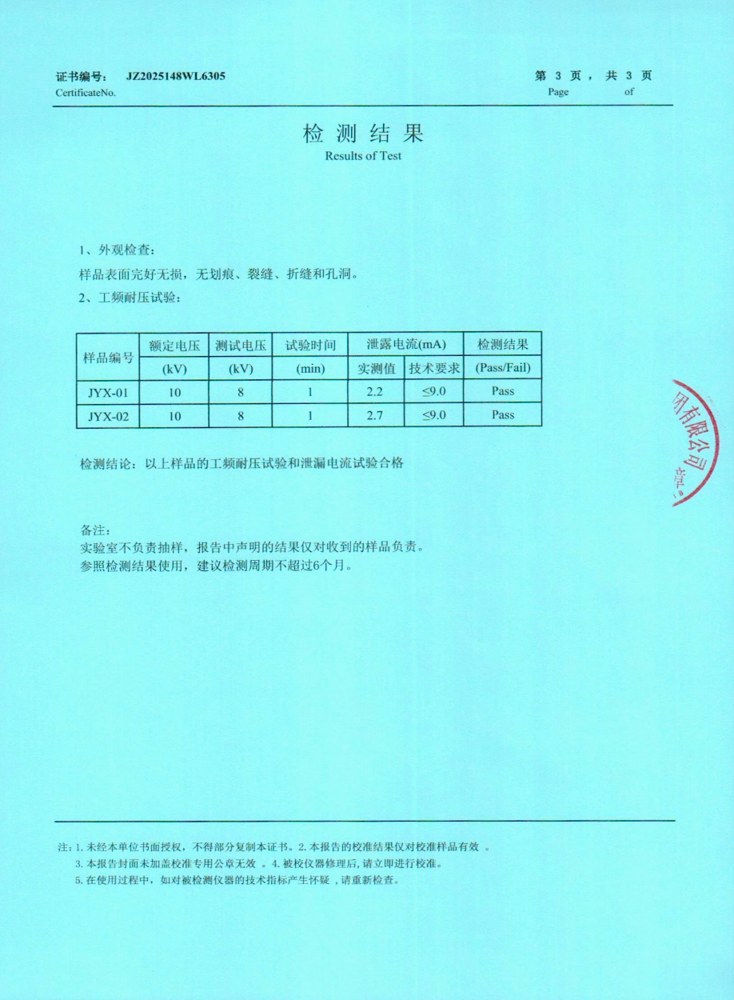 证书编号： JZ2025148WL6305
第 3 页， 共 3 页
CertificateNo.
Page of
检测结果
Results of Test
1、外观检查：
样品表面完好无损，无划痕、裂缝、折缝和孔洞。
2、工频耐压试验：
样品编号 额定电压 测试电压 试验时间 泄露电流(mA) 检测结果
(kV) (kV) (min) 实测值 技术要求 (Pass/Fail)
JYX-01 10 8 1 2.2 ≤9.0 Pass
JYX-02 10 8 1 2.7 ≤9.0 Pass
团有限公司
章
18
检测结论：以上样品的工频耐压试验和泄漏电流试验合格
备注：
实验室不负责抽样，报告中声明的结果仅对收到的样品负责。
参照检测结果使用，建议检测周期不超过6个月。
注：1.未经本单位书面授权，不得部分复制本证书。2.本报告的校准结果仅对校准样品有效 。
3.本报告封面未加盖校准专用公章无效 。4.被校仪器修理后,请立即进行校准。
5.在使用过程中，如对被检测仪器的技术指标产生怀疑 ,请重新检查。